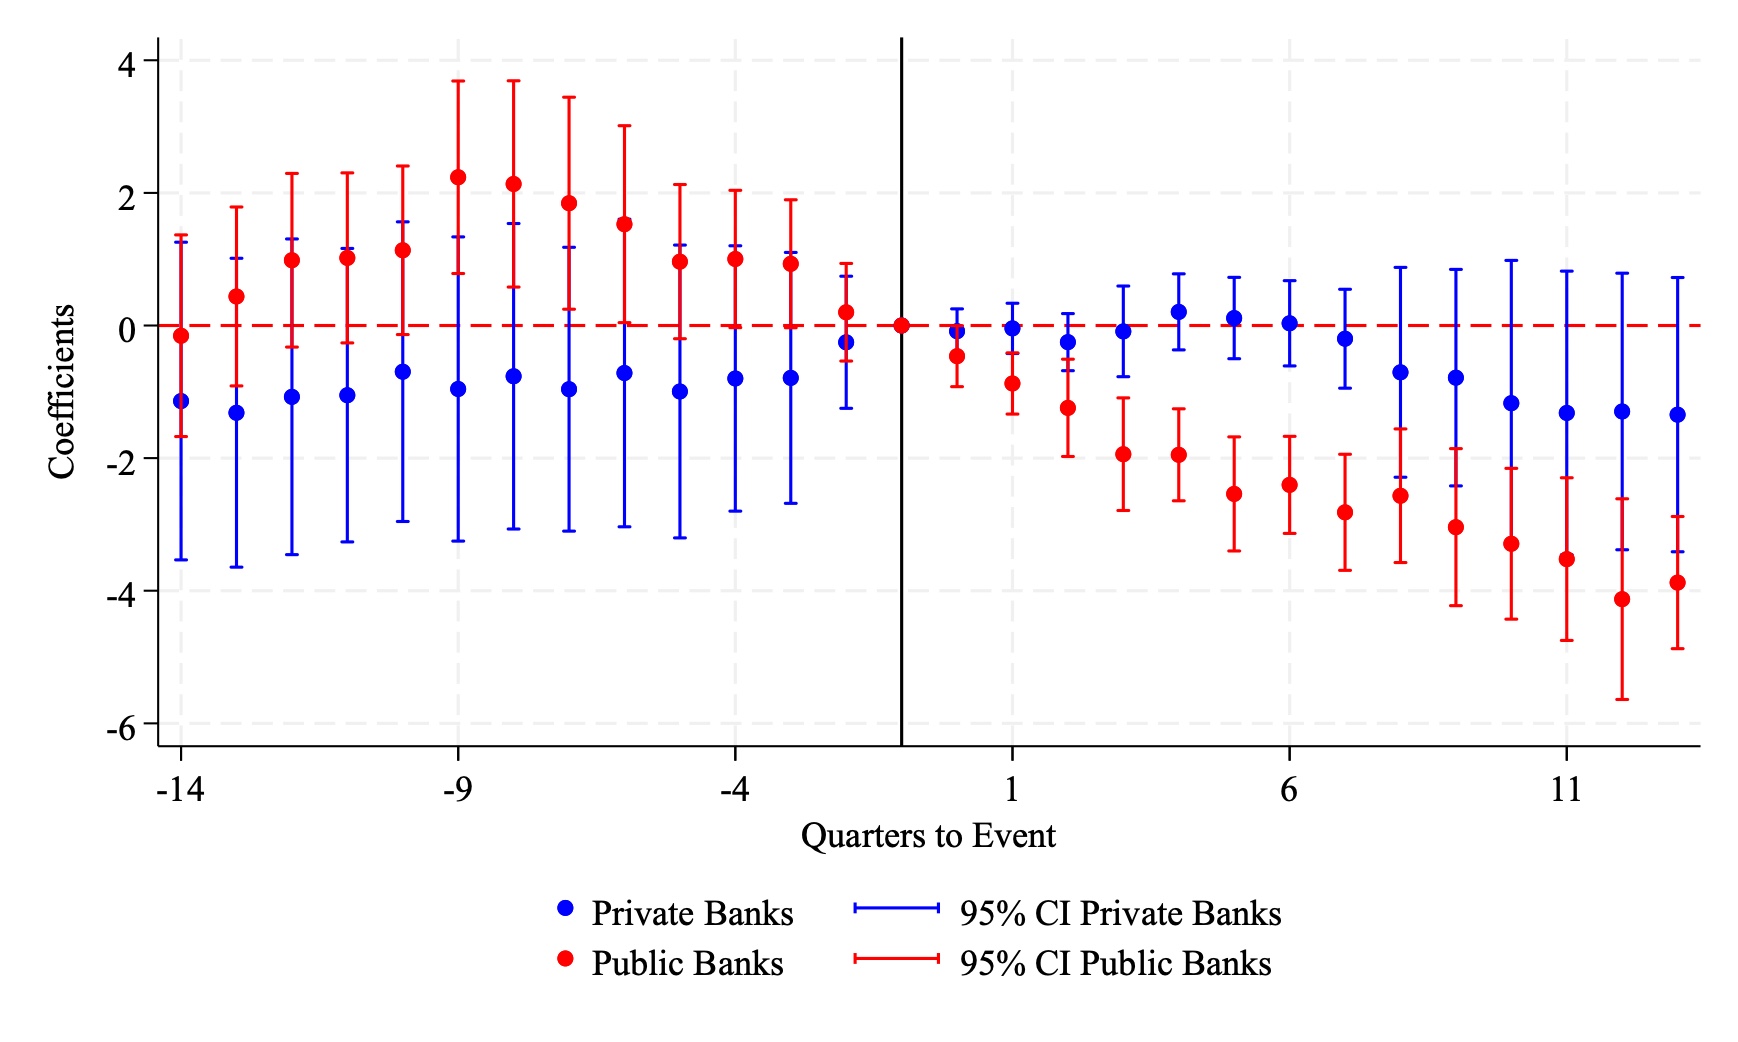 4
2
0
-2
-4
-6
Coefficients
-14 -9 -4 1 6 11
Quarters to Event
Private Banks 95% CI Private Banks
Public Banks 95% CI Public Banks